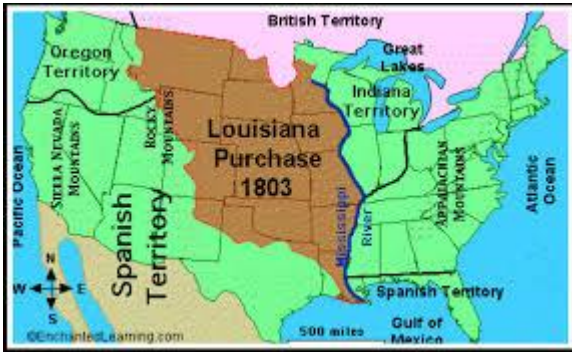 British Territory
Oregon
Territory
Great
Lakes
Indiana
Territory
ROCKY
MOUNTAINS
SIERRA NEVADA
MOUNTAINS
Louisiana
Purchase
1803
APPALACHIAN
MOUNTAINS
Pacific Ocean
Atlantic
Ocean
Mississippi
River
Spanish
Territory
N
W
E
S
Spanish Territory
©EnchantedLearning.com
500 miles
Gulf of
Mexico